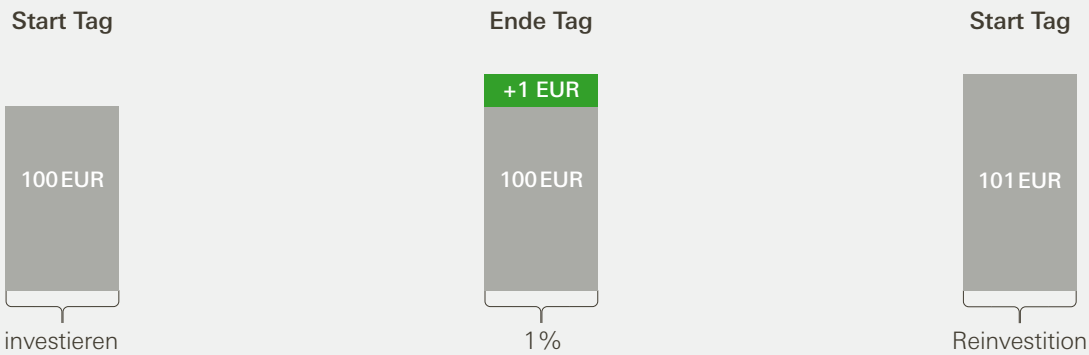 Start Tag
Ende Tag
Start Tag
+1 EUR
100 EUR
100 EUR
101 EUR
investieren
1%
Reinvestition